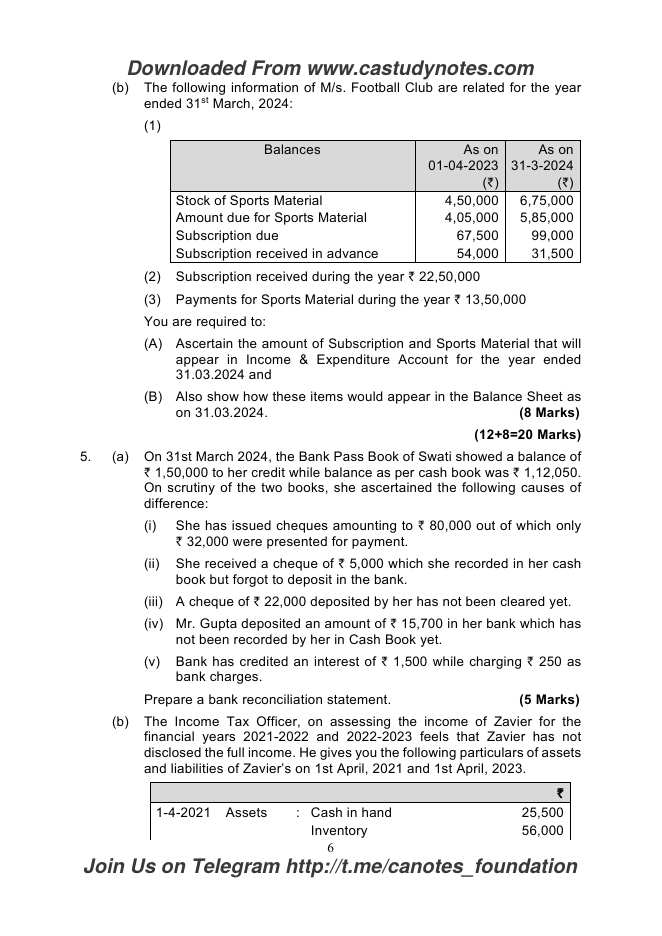 Downloaded From www.castudynotes.com
(b) The following information of M/s. Football Club are related for the year
ended 31st March, 2024:
(1)
Balances As on As on
01-04-2023 31-3-2024
(₹) (₹)
Stock of Sports Material 4,50,000 6,75,000
Amount due for Sports Material 4,05,000 5,85,000
Subscription due 67,500 99,000
Subscription received in advance 54,000 31,500
(2) Subscription received during the year ₹ 22,50,000
(3) Payments for Sports Material during the year ₹ 13,50,000
You are required to:
(A) Ascertain the amount of Subscription and Sports Material that will
appear in Income & Expenditure Account for the year ended
31.03.2024 and
(B) Also show how these items would appear in the Balance Sheet as
on 31.03.2024. (8 Marks)
(12+8=20 Marks)
5. (a) On 31st March 2024, the Bank Pass Book of Swati showed a balance of
₹ 1,50,000 to her credit while balance as per cash book was ₹ 1,12,050.
On scrutiny of the two books, she ascertained the following causes of
difference:
(i) She has issued cheques amounting to ₹ 80,000 out of which only
₹ 32,000 were presented for payment.
(ii) She received a cheque of ₹ 5,000 which she recorded in her cash
book but forgot to deposit in the bank.
(iii) A cheque of ₹ 22,000 deposited by her has not been cleared yet.
(iv) Mr. Gupta deposited an amount of ₹ 15,700 in her bank which has
not been recorded by her in Cash Book yet.
(v) Bank has credited an interest of ₹ 1,500 while charging ₹ 250 as
bank charges.
Prepare a bank reconciliation statement. (5 Marks)
(b) The Income Tax Officer, on assessing the income of Zavier for the
financial years 2021-2022 and 2022-2023 feels that Zavier has not
disclosed the full income. He gives you the following particulars of assets
and liabilities of Zavier's on 1st April, 2021 and 1st April, 2023.
₹
1-4-2021 Assets : Cash in hand 25,500
Inventory 56,000
6
Join Us on Telegram http://t.me/canotes_foundation